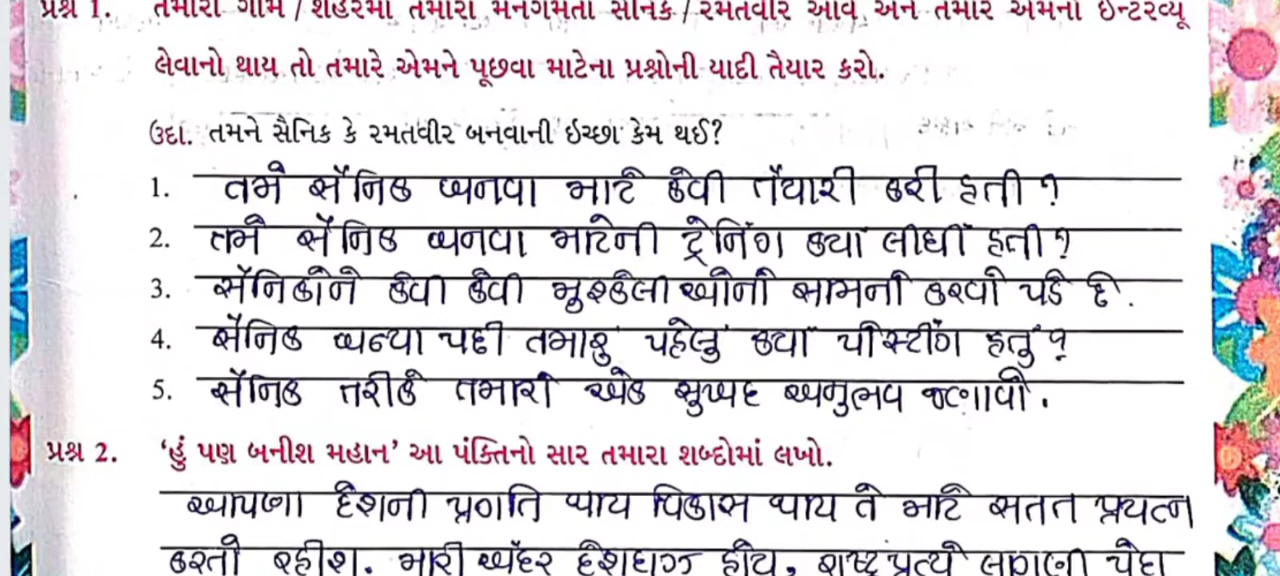 પ્રશ્ન 1. તમારા ગામ / શહેરમાં તમારા મનગમતા સૈનિક / રમતવીર આવે અને તમારે એમનો ઇન્ટરવ્યૂ
લેવાનો થાય તો તમારે એમને પૂછવા માટેના પ્રશ્નોની યાદી તૈયાર કરો.
ઉદા. તમને સૈનિક કે રમતવીર બનવાની ઇચ્છા કેમ થઈ?
1. તમે સૈનિક બનવા માટે કેવી તૈયારી કરી હતી ?
2. તમે સૈનિક બનવા માટેની ટ્રેનિંગ ક્યાં લીધી હતી ?
3. સૈનિકોને કેવી કેવી મુશ્કેલીઓનો સામનો કરવો પડે છે.
4. સૈનિક બન્યા પછી તમારું પહેલું ક્યાં પોસ્ટીંગ હતું ?
5. સૈનિક તરીકે તમારો એક સુખદ અનુભવ જણાવો.
પ્રશ્ન 2. ‘હું પણ બનીશ મહાન’ આ પંક્તિનો સાર તમારા શબ્દોમાં લખો.
આપણા દેશની પ્રગતિ થાય વિકાસ થાય તે માટે સતત પ્રયત્ન
કરતો રહીશ. મારી અંદર દેશદાઝ હોય, રાષ્ટ્ર પ્રત્યે લાગણી પેદા